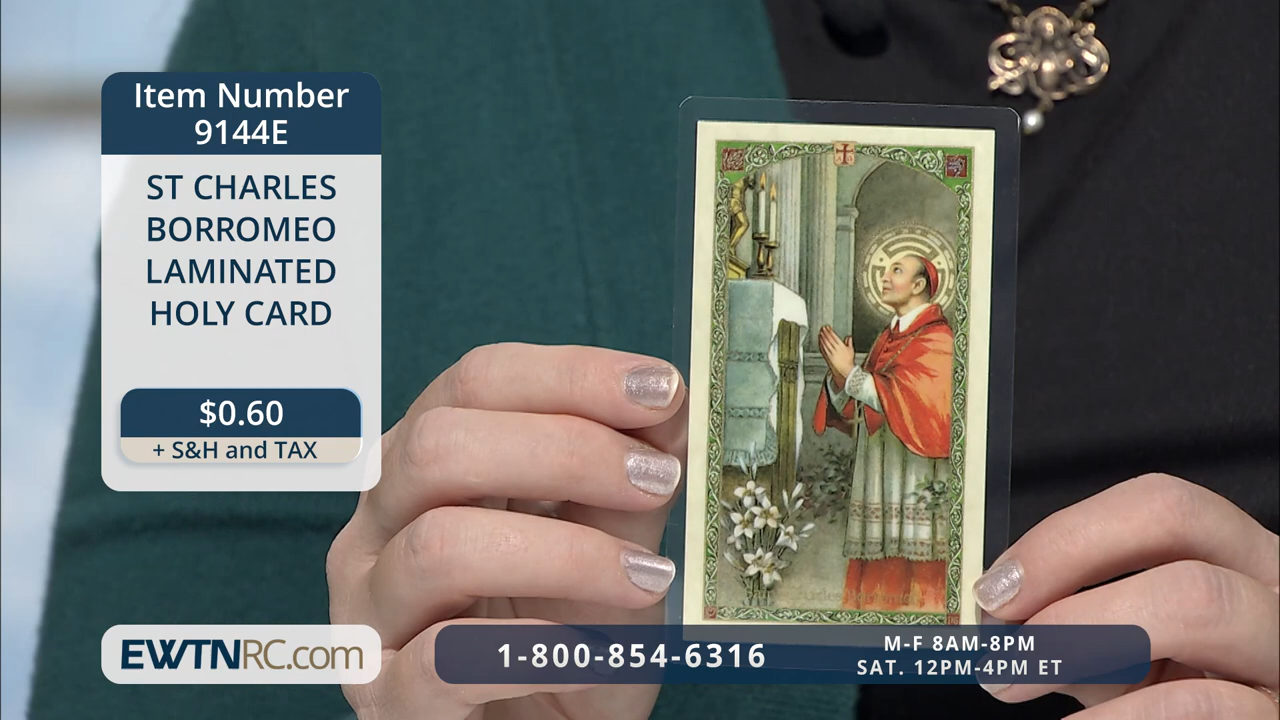 Item Number
9144E
ST CHARLES
BORROMEO
LAMINATED
HOLY CARD
$0.60
+ S&H and TAX
EWTNRC.com
1-800-854-6316
M-F 8AM-8PM
SAT. 12PM-4PM ET